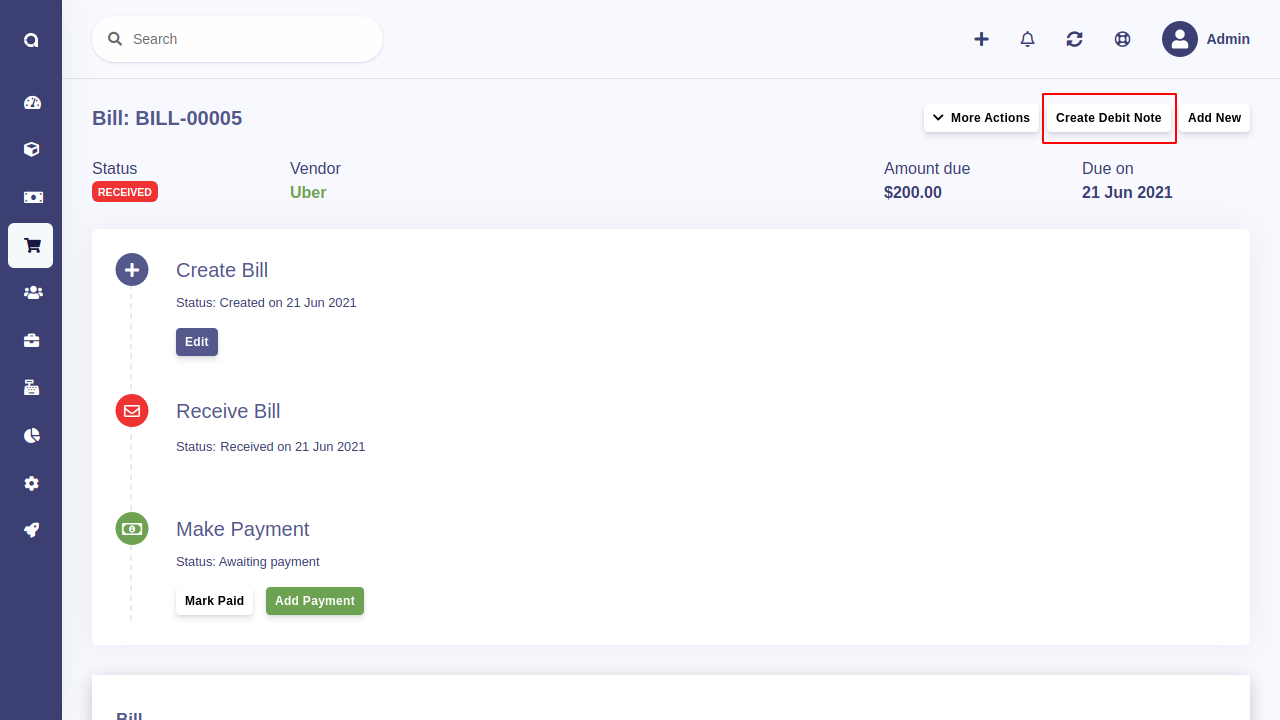 Search
Admin
Bill: BILL-00005
More Actions
Create Debit Note
Add New
Status
Vendor
Amount due
Due on
RECEIVED
Uber
$200.00
21 Jun 2021
Create Bill
Status: Created on 21 Jun 2021
Edit
Receive Bill
Status: Received on 21 Jun 2021
Make Payment
Status: Awaiting payment
Mark Paid
Add Payment
Bill